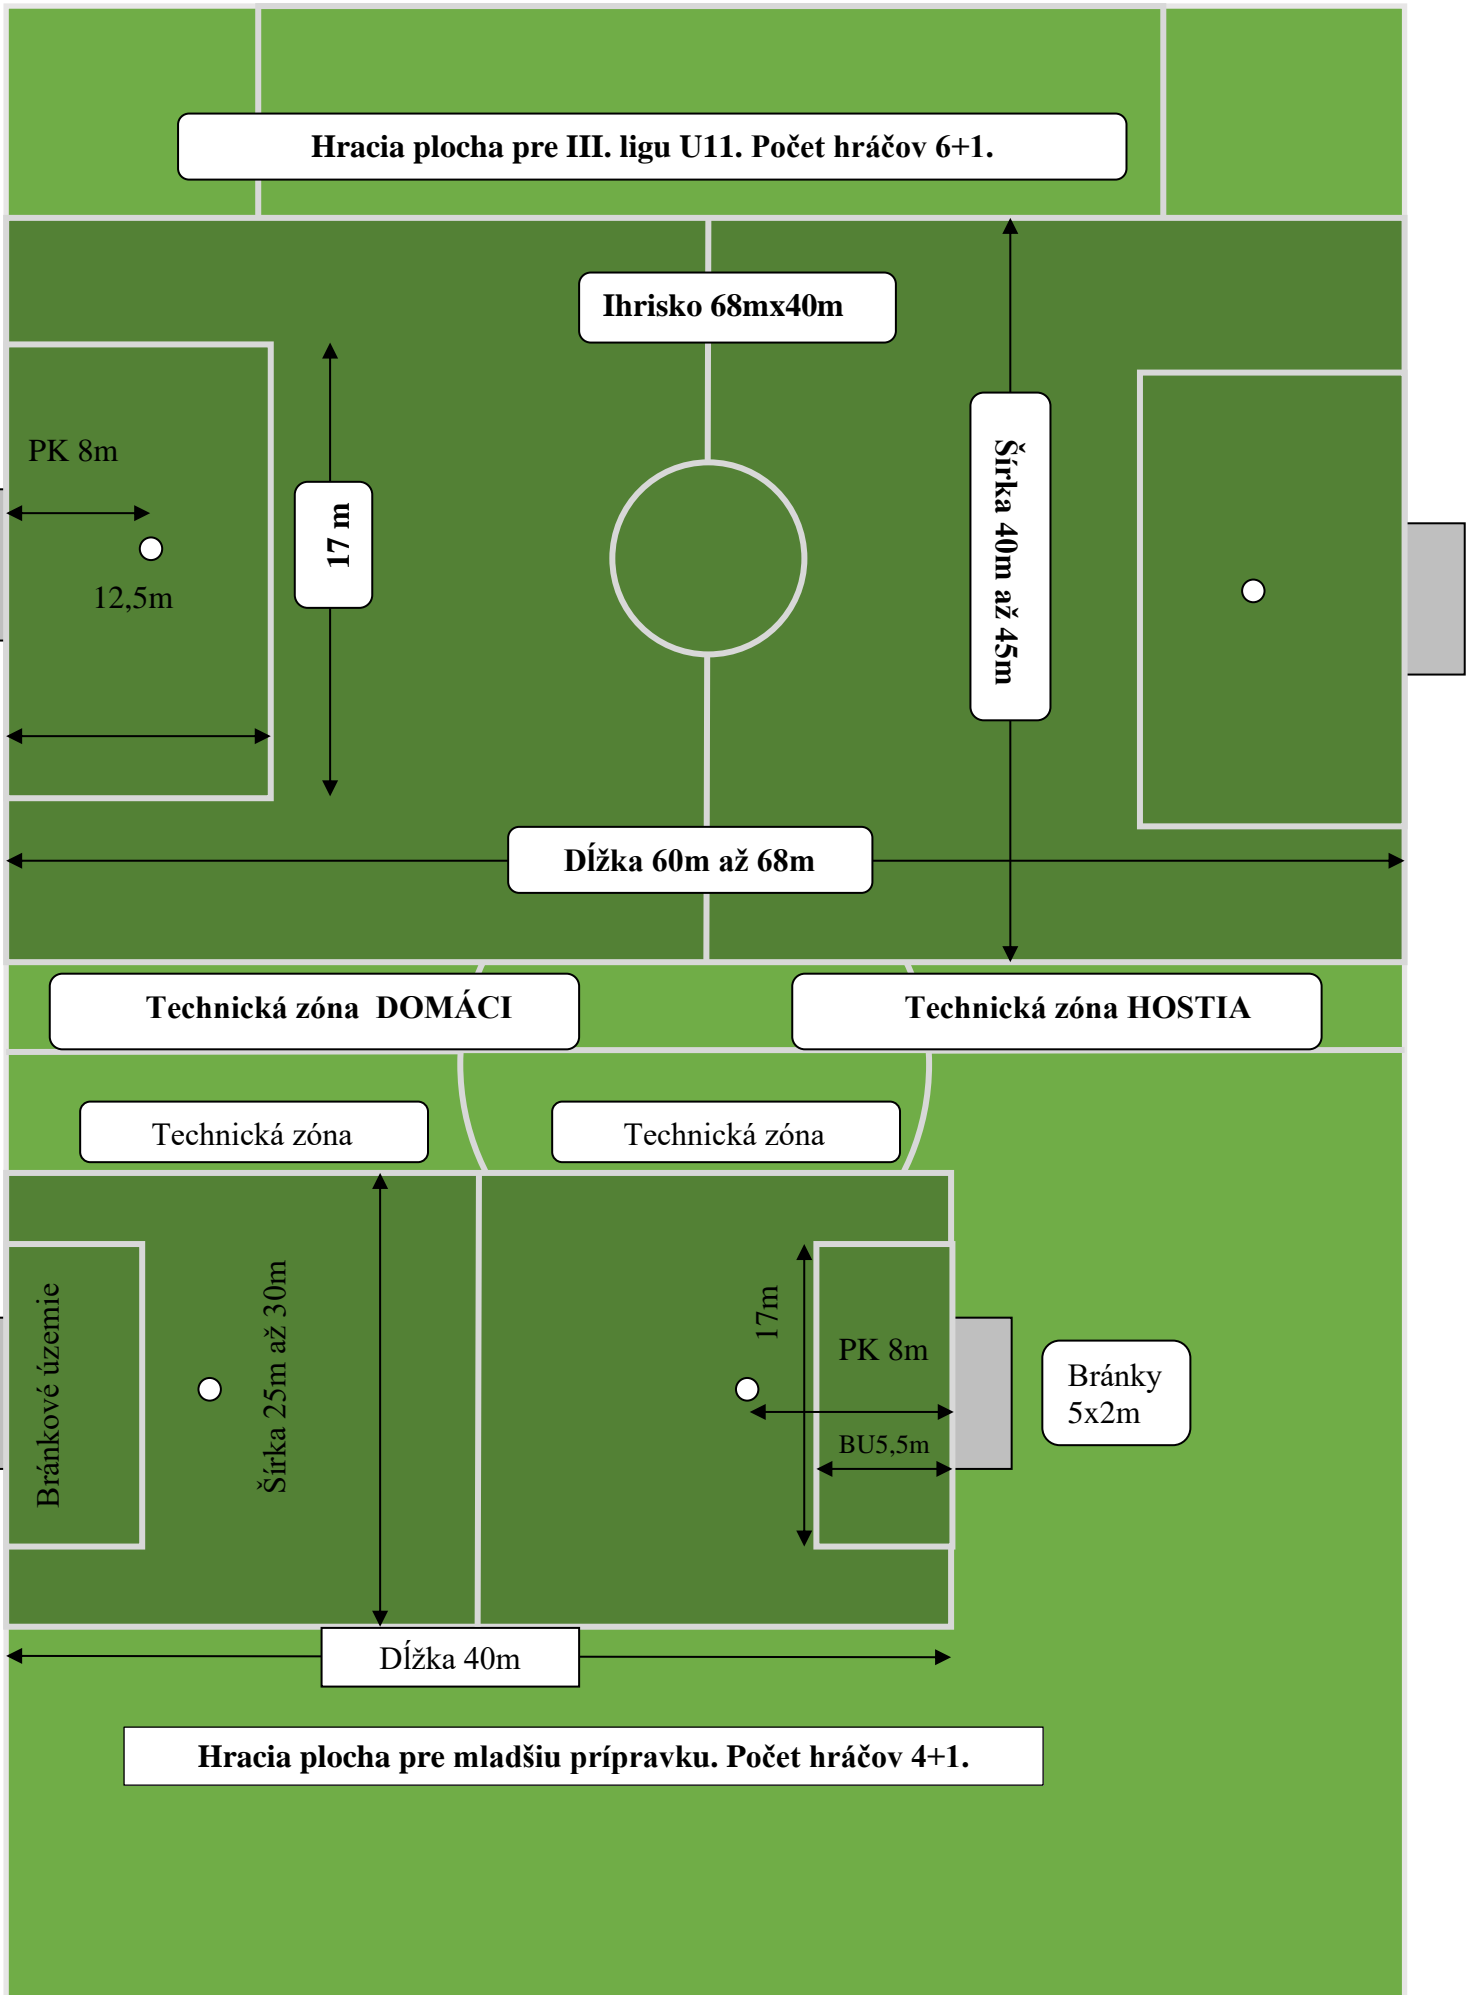 Hracia plocha pre III. ligu U11. Počet hráčov 6+1.
Ihrisko 68mx40m
PK 8m
12,5m
17 m
Šírka 40m až 45m
Dĺžka 60m až 68m
Technická zóna  DOMÁCI
Technická zóna HOSTIA
Technická zóna
Technická zóna
Bránkové územie
Šírka 25m až 30m
17m
PK 8m
BU5,5m
Bránky
5x2m
Dĺžka 40m
Hracia plocha pre mladšiu prípravku. Počet hráčov 4+1.